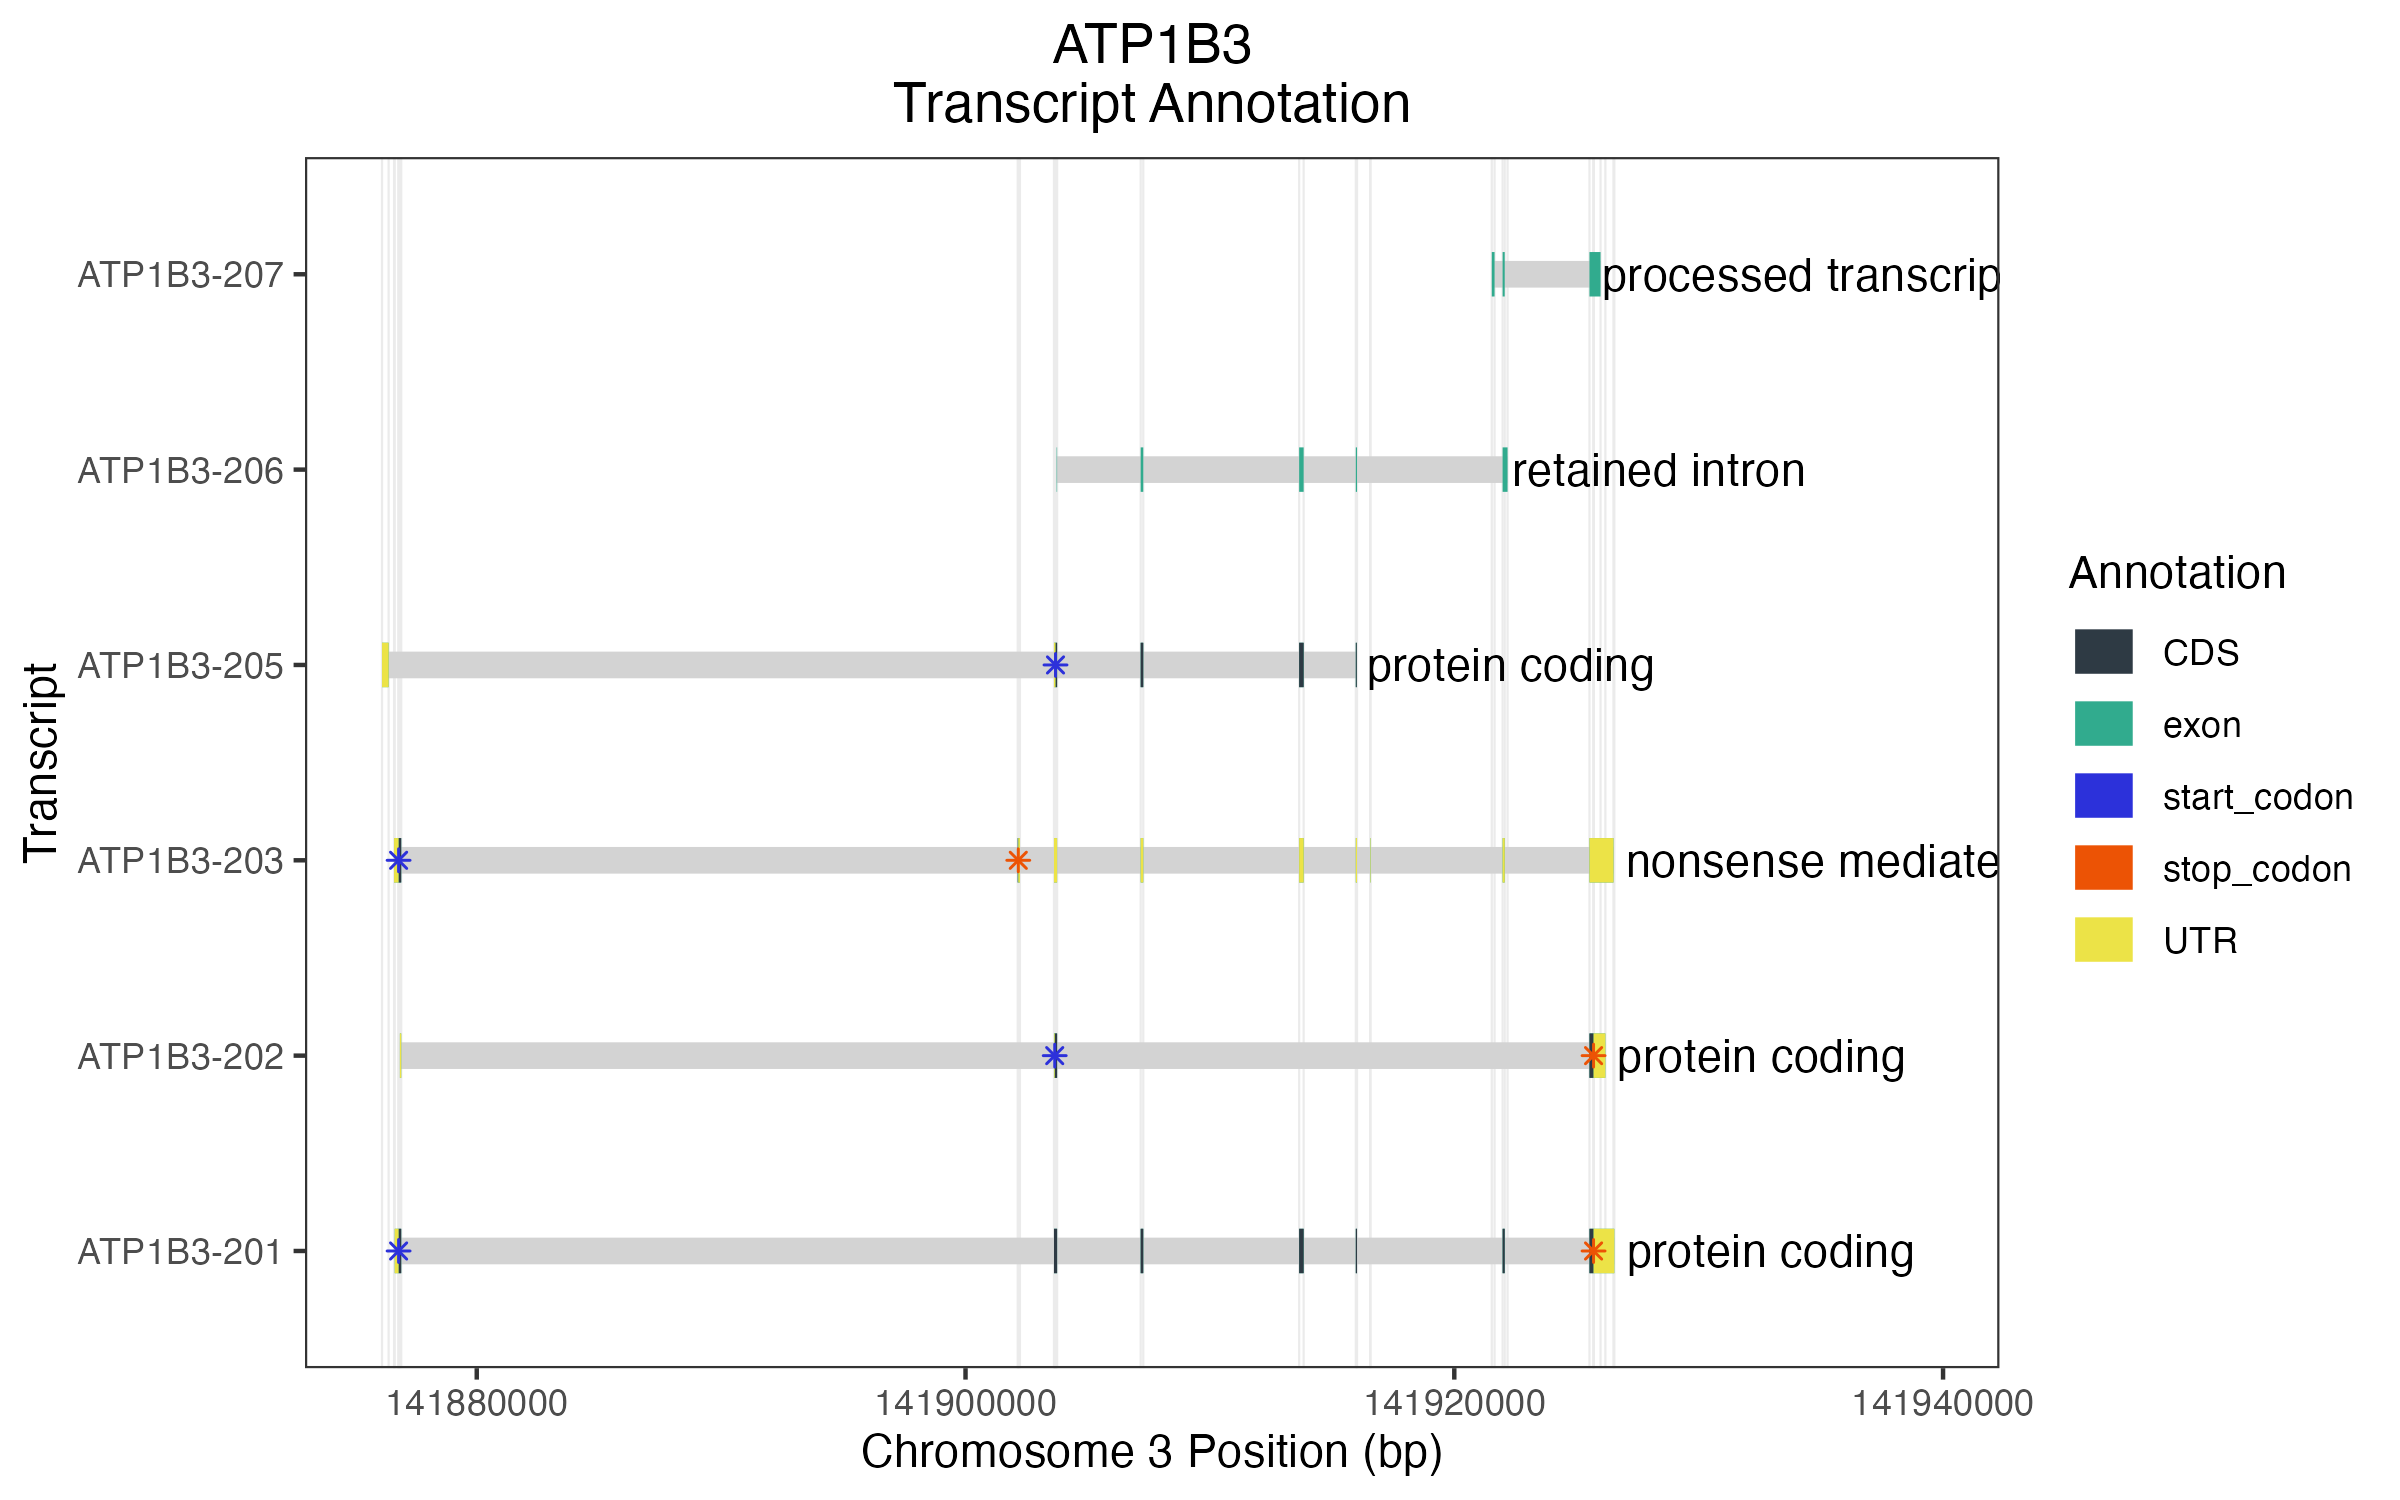 ATP1B3
Transcript Annotation
Transcript
ATP1B3-207
processed transcrip
ATP1B3-206
retained intron
ATP1B3-205
protein coding
ATP1B3-203
nonsense mediate
ATP1B3-202
protein coding
ATP1B3-201
protein coding
141880000
141900000
141920000
141940000
Chromosome 3 Position (bp)
Annotation
CDS
exon
start_codon
stop_codon
UTR